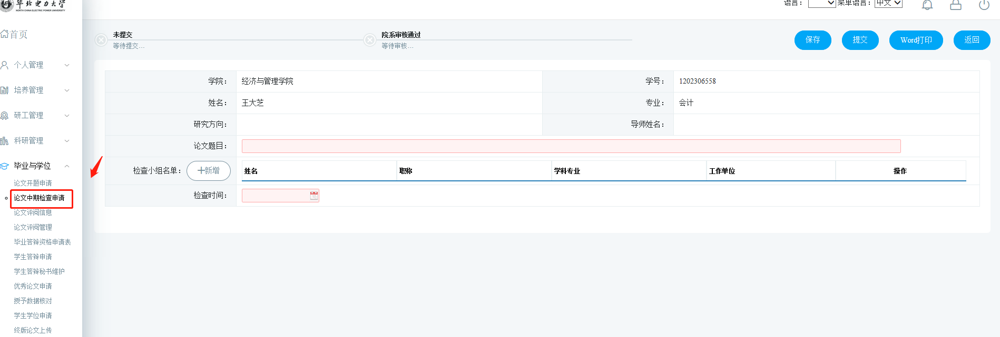 华北电力大学
NORTH CHINA ELECTRIC POWER UNIVERSITY
语言： 菜单语言： 中文
首页
个人管理
培养管理
研工管理
科研管理
毕业与学位
论文开题申请
论文中期检查申请
论文评阅信息
论文评阅管理
毕业答辩资格申请表
学生答辩申请
学生答辩秘书维护
优秀论文申请
授予数据核对
学生学位申请
终版论文上传
未提交
等待提交...
院系审核通过
等待审核...
保存 提交 Word打印 返回
学院： 经济与管理学院 学号： 1202306558
姓名： 王大芝 专业： 会计
研究方向： 导师姓名：
论文题目：
检查小组名单： 十新增 姓名 职称 学科专业 工作单位 操作
检查时间：